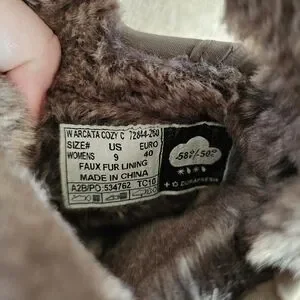 W ARCATA COZY C 72844-260
SIZE# US EURO
WOMENS 9 40
FAUX FUR LINING
MADE IN CHINA
A2B/PO:534762 TC10
-58°F/-50°C